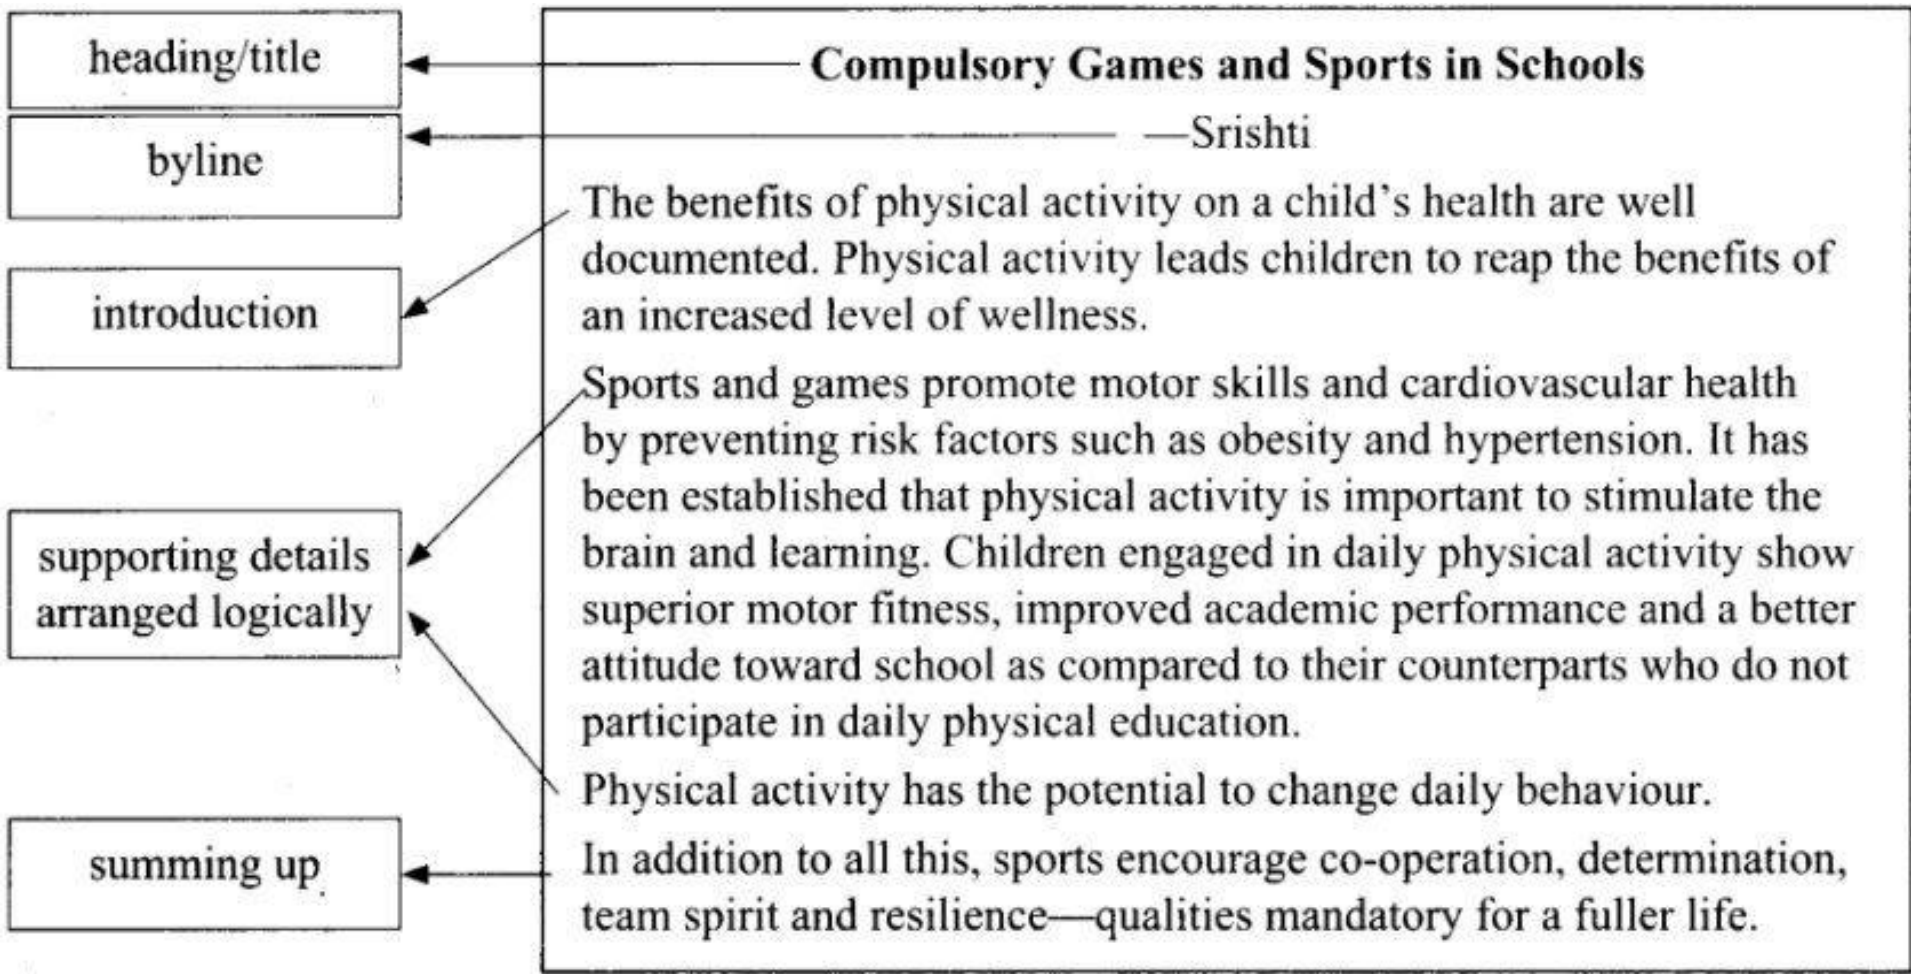 heading/title
byline
introduction
supporting details
arranged logically
summing up
Compulsory Games and Sports in Schools
—Srishti
The benefits of physical activity on a child's health are well
documented. Physical activity leads children to reap the benefits of
an increased level of wellness.
Sports and games promote motor skills and cardiovascular health
by preventing risk factors such as obesity and hypertension. It has
been established that physical activity is important to stimulate the
brain and learning. Children engaged in daily physical activity show
superior motor fitness, improved academic performance and a better
attitude toward school as compared to their counterparts who do not
participate in daily physical education.
Physical activity has the potential to change daily behaviour.
In addition to all this, sports encourage co-operation, determination,
team spirit and resilience—qualities mandatory for a fuller life.